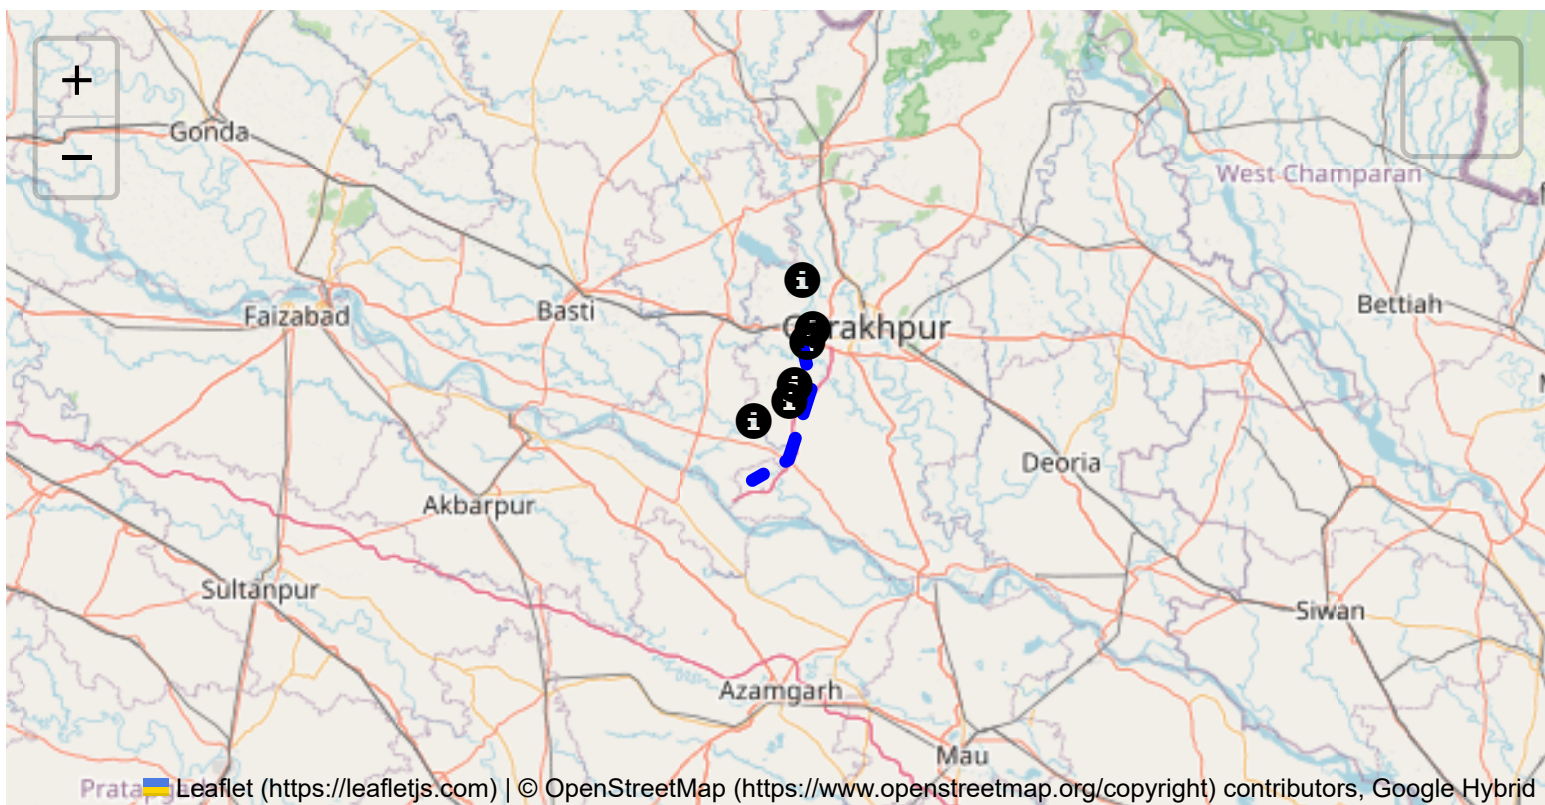 +
Gonda
−
West Champaran
Bettiah
Faizabad
Basti
rakhpur
Deoria
Akbarpur
Sultanpur
Siwan
Azamgarh
Mau
Leaflet (https://leafletjs.com) | © OpenStreetMap (https://www.openstreetmap.org/copyright) contributors, Google Hybrid